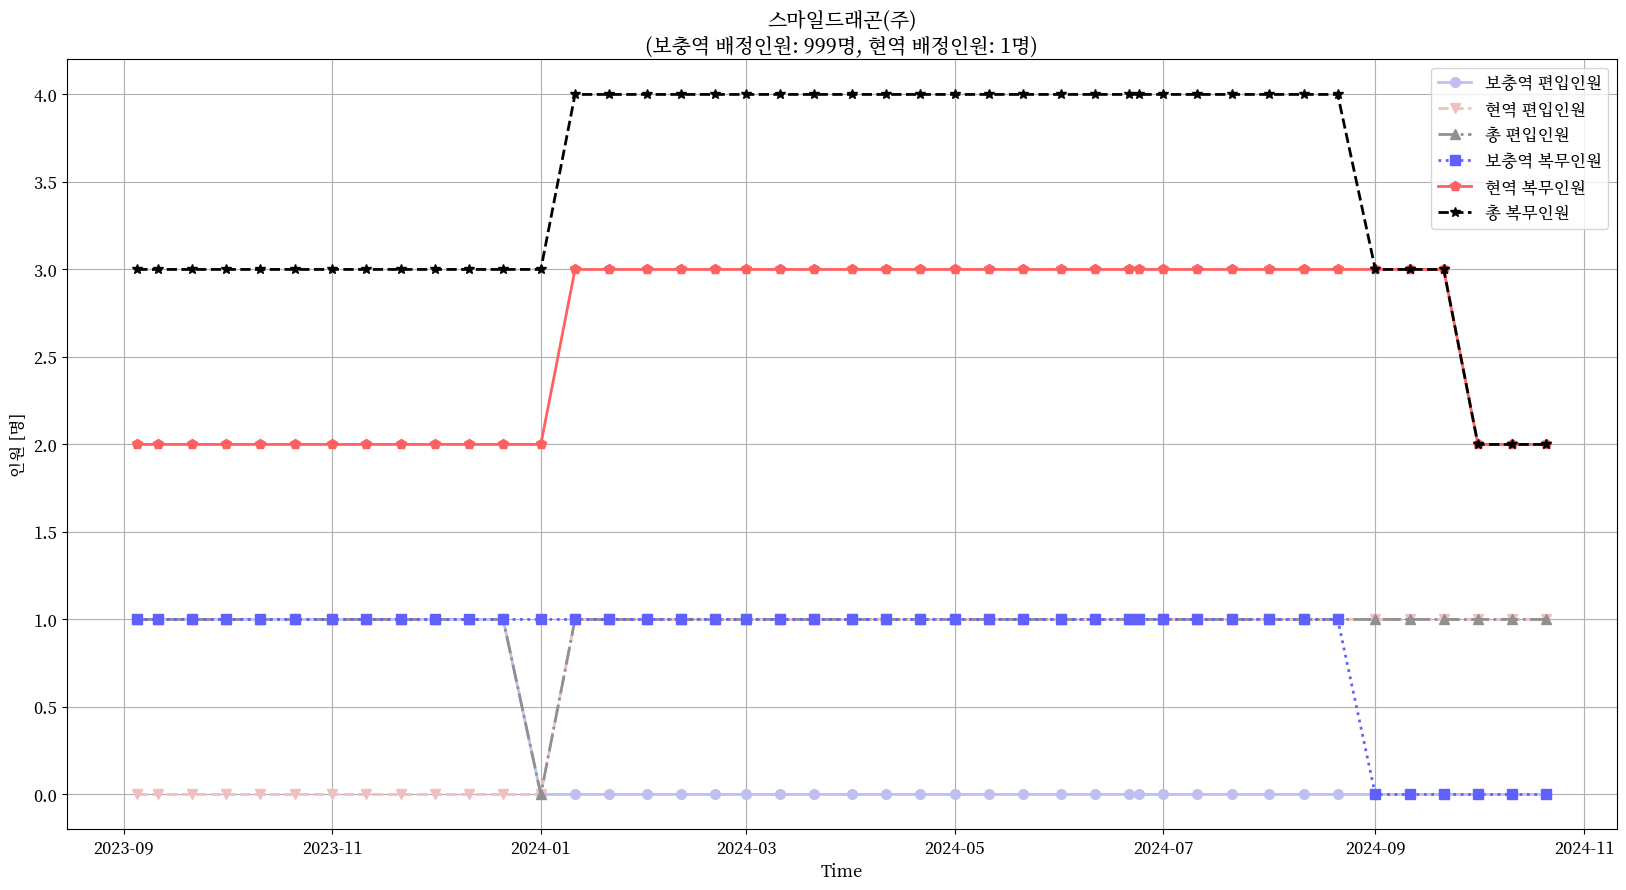 스마일드래곤(주)
(보충역 배정인원: 999명, 현역 배정인원: 1명)
보충역 편입인원
현역 편입인원
총 편입인원
보충역 복무인원
현역 복무인원
총 복무인원
인원 [명]
4.0
3.5
3.0
2.5
2.0
1.5
1.0
0.5
0.0
2023-09
2023-11
2024-01
2024-03
2024-05
2024-07
2024-09
2024-11
Time